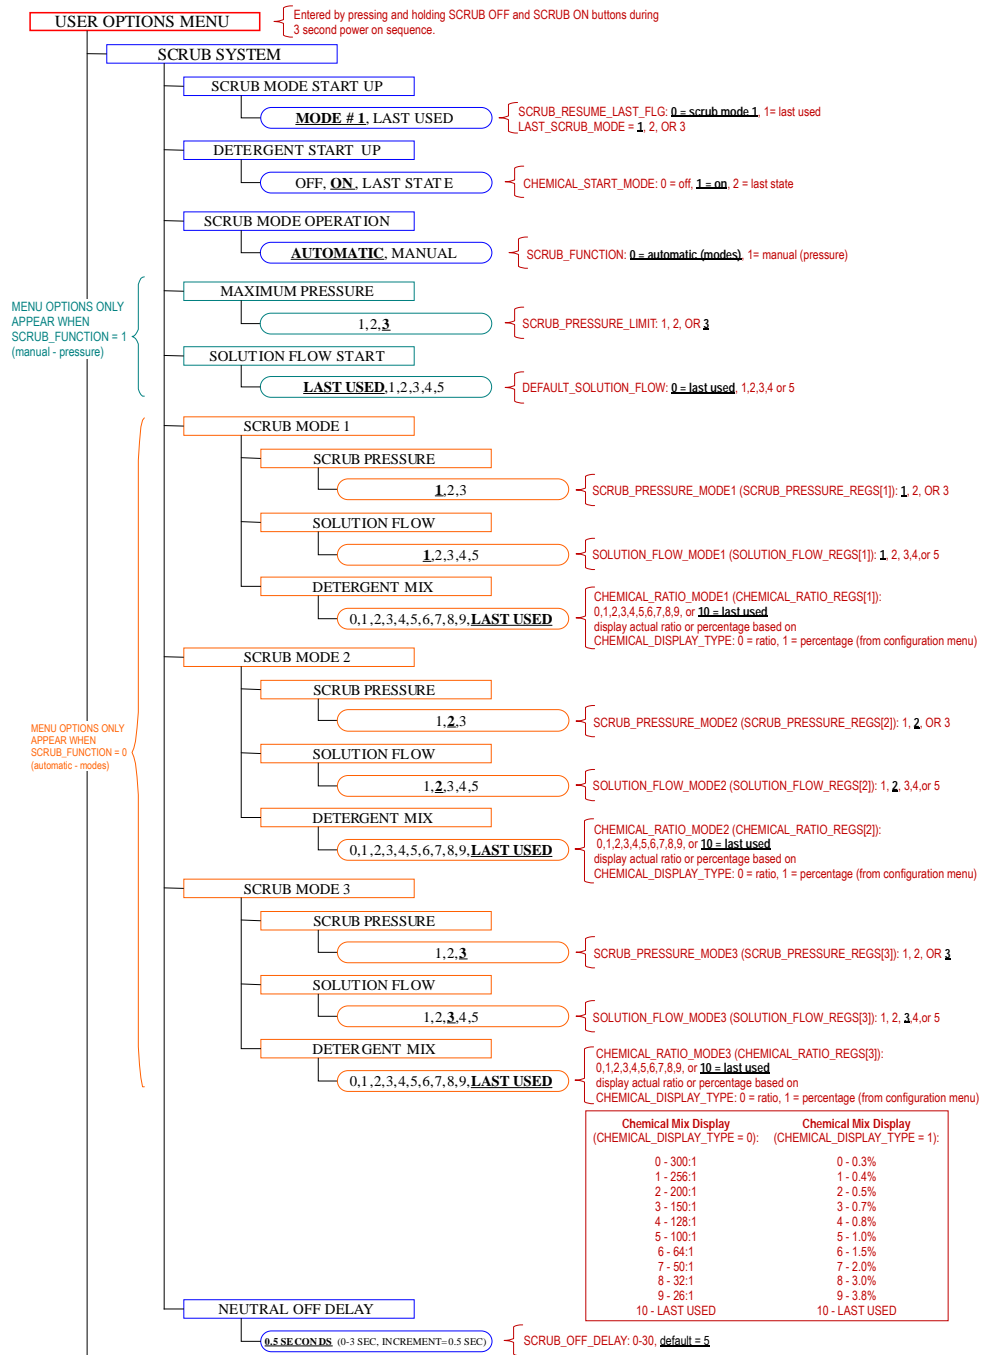 USER OPTIONS MENU
Entered by pressing and holding SCRUB OFF and SCRUB ON buttons during
3 second power on sequence.
SCRUB SYSTEM
SCRUB MODE START UP
MODE # 1, LAST USED
SCRUB_RESUME_LAST_FLG: 0 = scrub mode 1, 1= last used
LAST_SCRUB_MODE = 1, 2, OR 3
DETERGENT START UP
OFF, ON, LAST STATE
CHEMICAL_START_MODE: 0 = off, 1 = on, 2 = last state
SCRUB MODE OPERATION
AUTOMATIC, MANUAL
SCRUB_FUNCTION: 0 = automatic (modes), 1= manual (pressure)
MENU OPTIONS ONLY
APPEAR WHEN
SCRUB_FUNCTION = 1
(manual - pressure)
MAXIMUM PRESSURE
1,2,3
SCRUB_PRESSURE_LIMIT: 1, 2, OR 3
SOLUTION FLOW START
LAST USED,1,2,3,4,5
DEFAULT_SOLUTION_FLOW: 0 = last used, 1,2,3,4 or 5
MENU OPTIONS ONLY
APPEAR WHEN
SCRUB_FUNCTION = 0
(automatic - modes)
SCRUB MODE 1
SCRUB PRESSURE
1,2,3
SCRUB_PRESSURE_MODE1 (SCRUB_PRESSURE_REGS[1]): 1, 2, OR 3
SOLUTION FLOW
1,2,3,4,5
SOLUTION_FLOW_MODE1 (SOLUTION_FLOW_REGS[1]): 1, 2, 3,4,or 5
DETERGENT MIX
0,1,2,3,4,5,6,7,8,9,LAST USED
CHEMICAL_RATIO_MODE1 (CHEMICAL_RATIO_REGS[1]):
0,1,2,3,4,5,6,7,8,9, or 10 = last used
display actual ratio or percentage based on
CHEMICAL_DISPLAY_TYPE: 0 = ratio, 1 = percentage (from configuration menu)
SCRUB MODE 2
SCRUB PRESSURE
1,2,3
SCRUB_PRESSURE_MODE2 (SCRUB_PRESSURE_REGS[2]): 1, 2, OR 3
SOLUTION FLOW
1,2,3,4,5
SOLUTION_FLOW_MODE2 (SOLUTION_FLOW_REGS[2]): 1, 2, 3,4,or 5
DETERGENT MIX
0,1,2,3,4,5,6,7,8,9,LAST USED
CHEMICAL_RATIO_MODE2 (CHEMICAL_RATIO_REGS[2]):
0,1,2,3,4,5,6,7,8,9, or 10 = last used
display actual ratio or percentage based on
CHEMICAL_DISPLAY_TYPE: 0 = ratio, 1 = percentage (from configuration menu)
SCRUB MODE 3
SCRUB PRESSURE
1,2,3
SCRUB_PRESSURE_MODE3 (SCRUB_PRESSURE_REGS[3]): 1, 2, OR 3
SOLUTION FLOW
1,2,3,4,5
SOLUTION_FLOW_MODE3 (SOLUTION_FLOW_REGS[3]): 1, 2, 3,4,or 5
DETERGENT MIX
0,1,2,3,4,5,6,7,8,9,LAST USED
CHEMICAL_RATIO_MODE3 (CHEMICAL_RATIO_REGS[3]):
0,1,2,3,4,5,6,7,8,9, or 10 = last used
display actual ratio or percentage based on
CHEMICAL_DISPLAY_TYPE: 0 = ratio, 1 = percentage (from configuration menu)
Chemical Mix Display
(CHEMICAL_DISPLAY_TYPE = 0):
0 - 300:1
1 - 256:1
2 - 200:1
3 - 150:1
4 - 128:1
5 - 100:1
6 - 64:1
7 - 50:1
8 - 32:1
9 - 26:1
10 - LAST USED
Chemical Mix Display
(CHEMICAL_DISPLAY_TYPE = 1):
0 - 0.3%
1 - 0.4%
2 - 0.5%
3 - 0.7%
4 - 0.8%
5 - 1.0%
6 - 1.5%
7 - 2.0%
8 - 3.0%
9 - 3.8%
10 - LAST USED
NEUTRAL OFF DELAY
0.5 SECONDS (0-3 SEC, INCREMENT=0.5 SEC)
SCRUB_OFF_DELAY: 0-30, default = 5